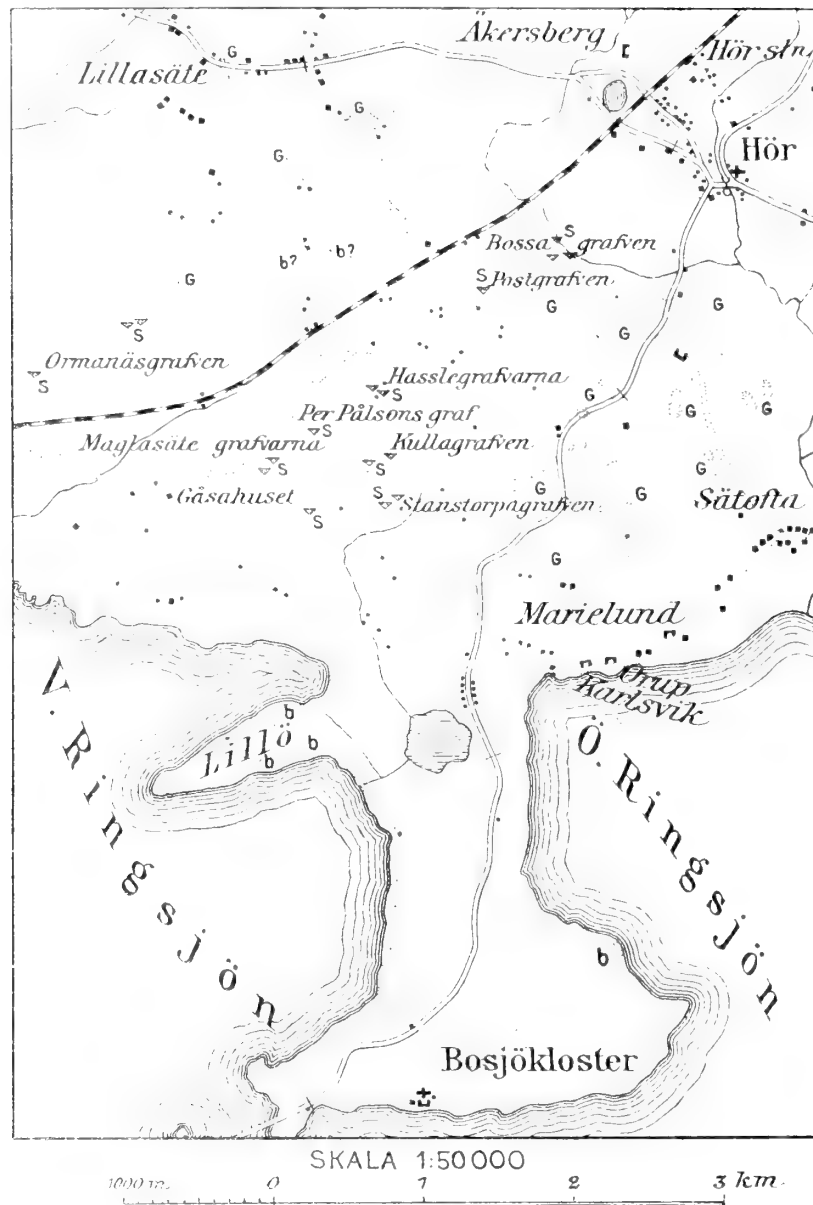 Åkersberg
Hör stn
Lillasäte
G
G
G
Hör
Bossa S grafven
b? b?
S
Postgrafven
G
G
G
G
S
Ormanäsgrafven
S
Hasslegrafvarna
S
G
Per Pålsons graf
S
G
G
Maglasäte grafvarna
S
Kullagrafven
S
G
Gåsahuset
S
S
Stanstorpagrafven
G
G
Sätofta
G
Marielund
Orup
Karlsvik
V. Ringsjön
b
Lillö
b
b
Ö. Ringsjön
b
Bosjökloster
SKALA 1:50000
1000 m. 0 1 2 3 km.